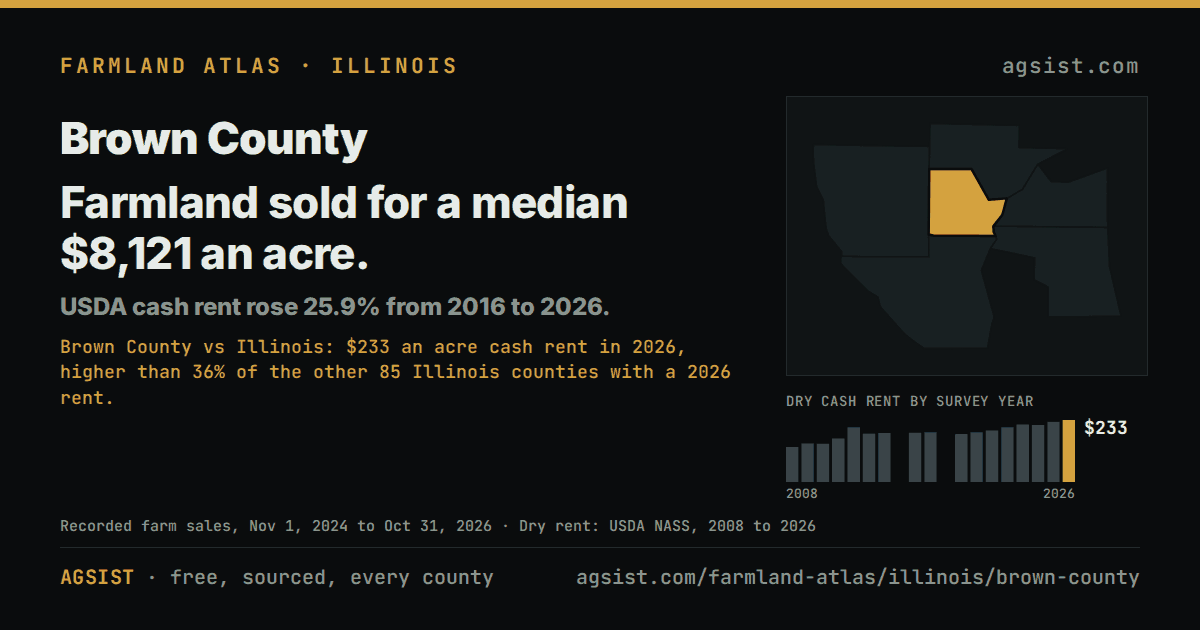 FARMLAND ATLAS · ILLINOIS
agsist.com
Brown County
Farmland sold for a median
$8,121 an acre.
USDA cash rent rose 25.9% from 2016 to 2026.
Brown County vs Illinois: $233 an acre cash rent in 2026,
higher than 36% of the other 85 Illinois counties with a 2026
rent.
DRY CASH RENT BY SURVEY YEAR
$233
2008
2026
Recorded farm sales, Nov 1, 2024 to Oct 31, 2026 · Dry rent: USDA NASS, 2008 to 2026
AGSIST · free, sourced, every county
agsist.com/farmland-atlas/illinois/brown-county